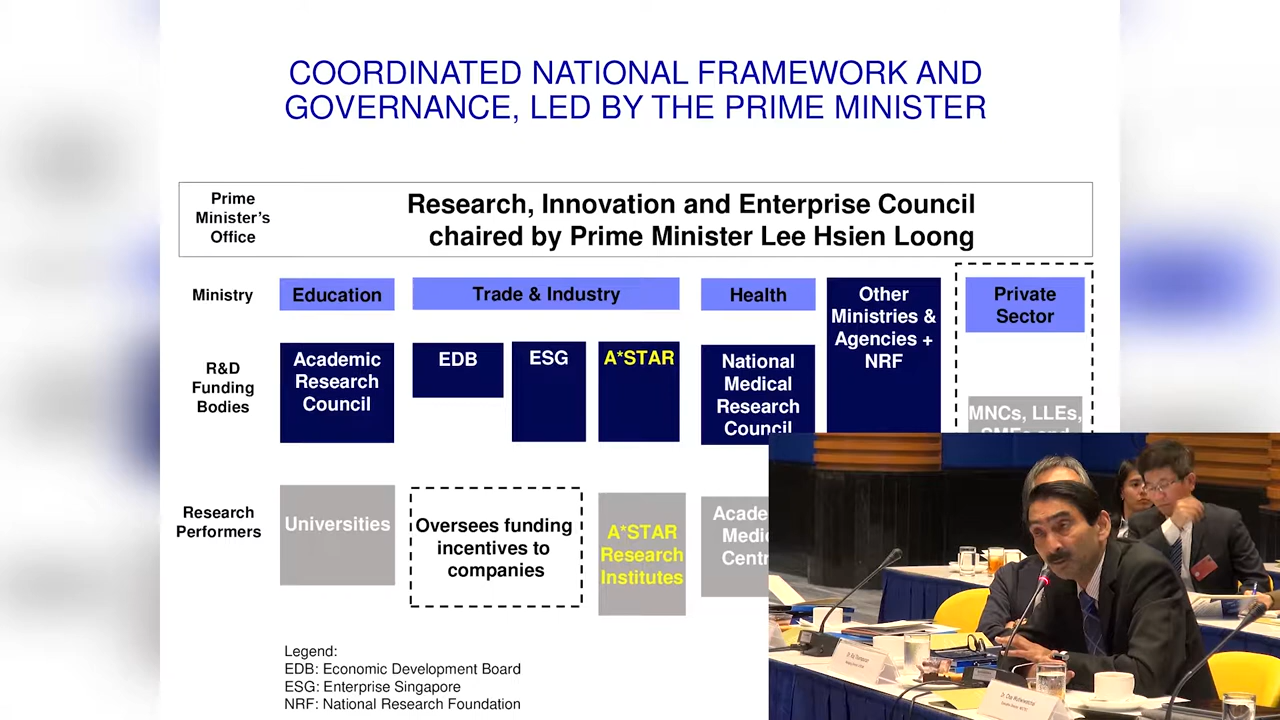 COORDINATED NATIONAL FRAMEWORK AND
GOVERNANCE, LED BY THE PRIME MINISTER
Prime
Minister's
Office
Research, Innovation and Enterprise Council
chaired by Prime Minister Lee Hsien Loong
Ministry
Education
Trade & Industry
Health
Other
Ministries &
Agencies +
NRF
Private
Sector
R&D
Funding
Bodies
Academic
Research
Council
EDB
ESG
A*STAR
National
Medical
Research
Council
MNCs, LLEs,
Research
Performers
Universities
Oversees funding
incentives to
companies
A*STAR
Research
Institutes
Legend:
EDB: Economic Development Board
ESG: Enterprise Singapore
NRF: National Research Foundation